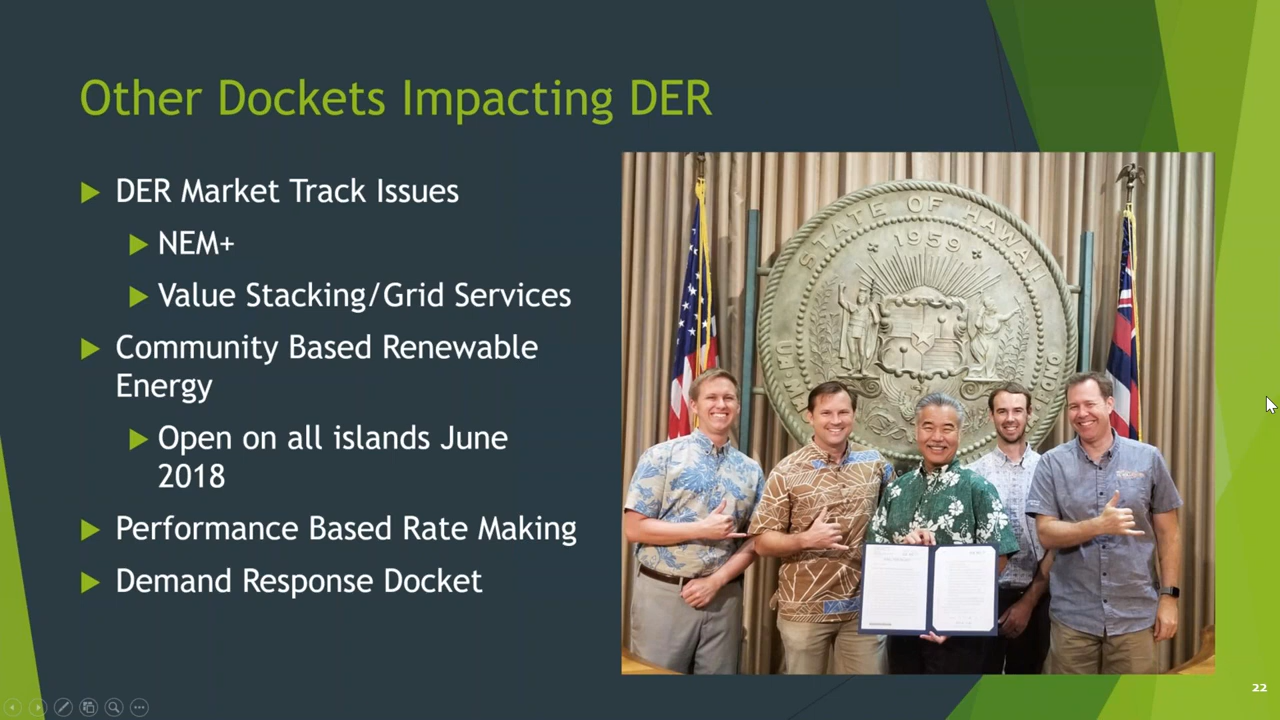 Other Dockets Impacting DER
DER Market Track Issues
NEM+
Value Stacking/Grid Services
Community Based Renewable
Energy
Open on all islands June
2018
Performance Based Rate Making
Demand Response Docket
STATE OF HAWAII
1959
22